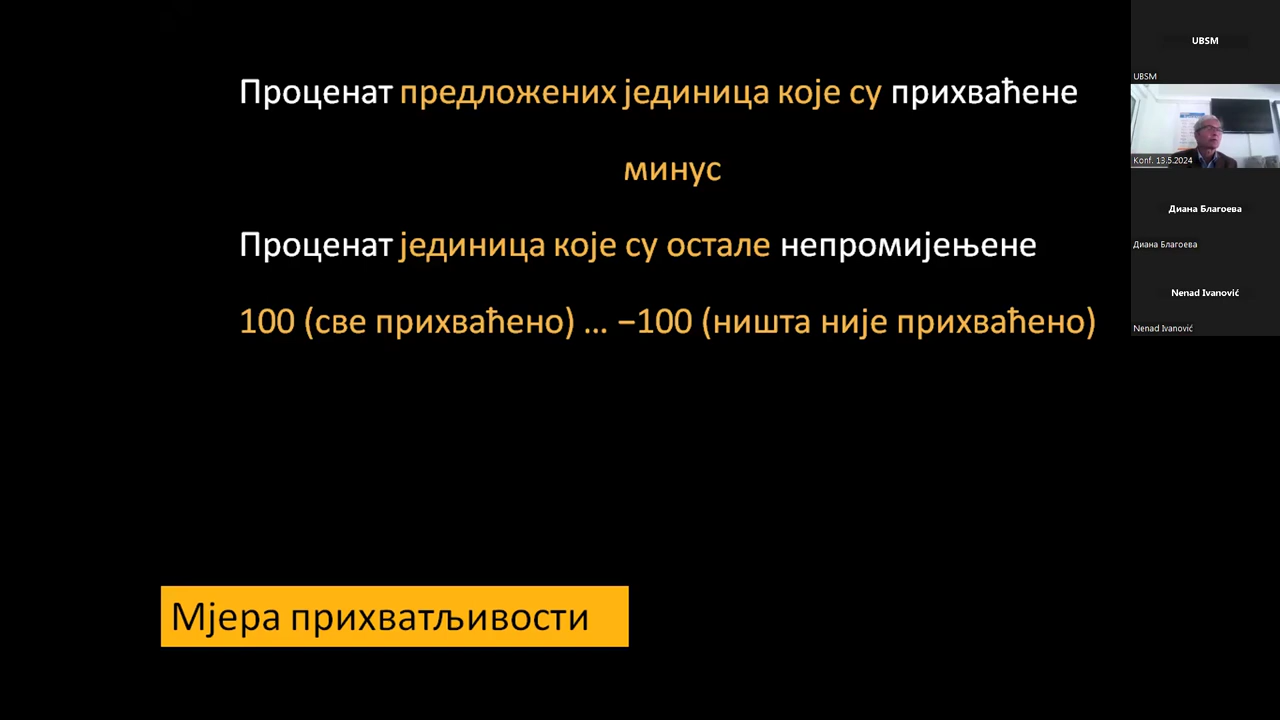 Проценат предложених јединица које су прихваћене
минус
Проценат јединица које су остале непромијењене
100 (све прихваћено) ... −100 (ништа није прихваћено)
Мјера прихватљивости
UBSM
UBSM
Konf. 13.5.2024
Диана Благоева
Диана Благоева
Nenad Ivanović
Nenad Ivanović